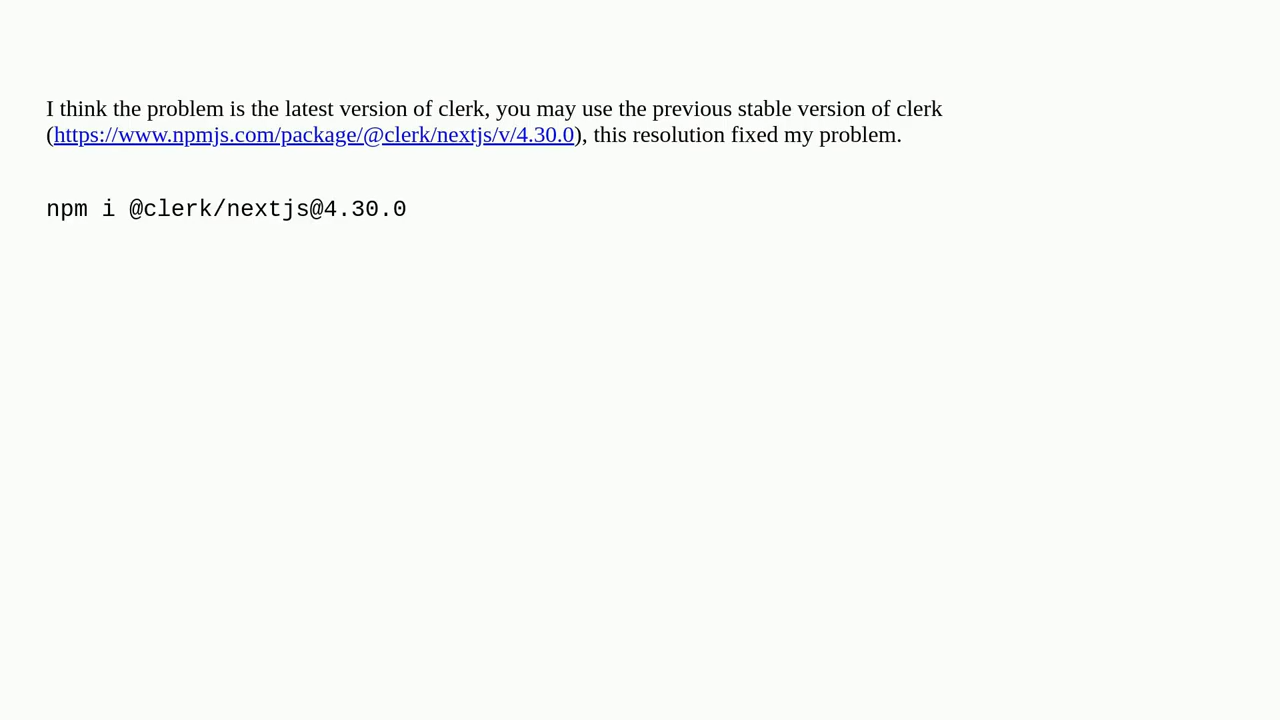 I think the problem is the latest version of clerk, you may use the previous stable version of clerk
(https://www.npmjs.com/package/@clerk/nextjs/v/4.30.0), this resolution fixed my problem.
npm i @clerk/nextjs@4.30.0